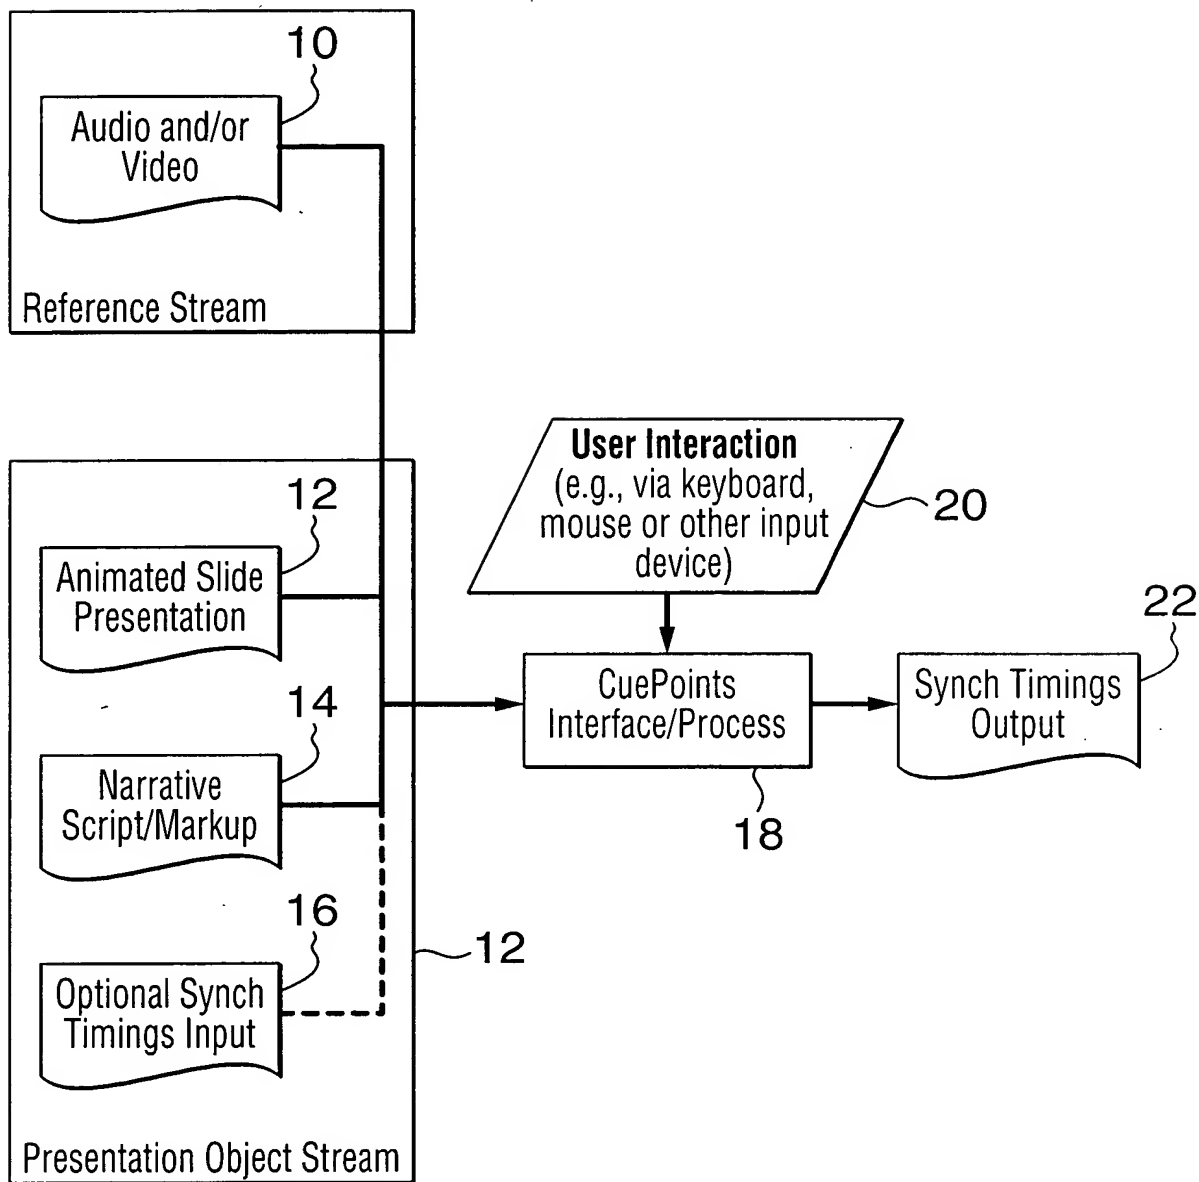 10
Audio and/or
Video
Reference Stream
12
Animated Slide
Presentation
14
Narrative
Script/Markup
16
Optional Synch
Timings Input
12
Presentation Object Stream
User Interaction
(e.g., via keyboard,
mouse or other input
device)
20
CuePoints
Interface/Process
18
22
Synch Timings
Output